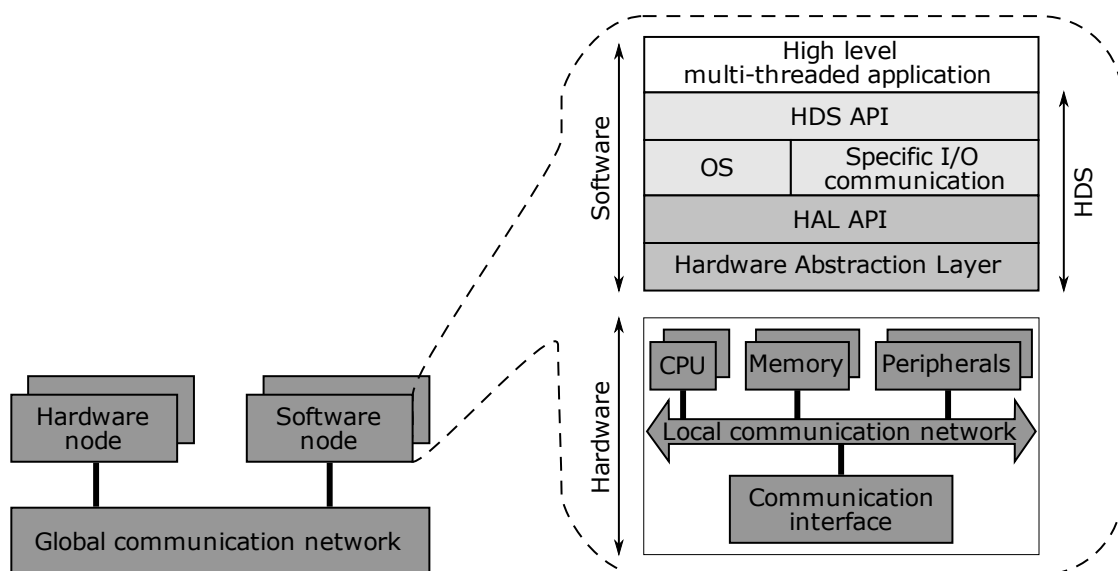 High level
multi-threaded application
HDS API
OS
Specific I/O
communication
HAL API
Hardware Abstraction Layer
Software
HDS
CPU
Memory
Peripherals
Local communication network
Communication
interface
Hardware
Hardware
node
Software
node
Global communication network